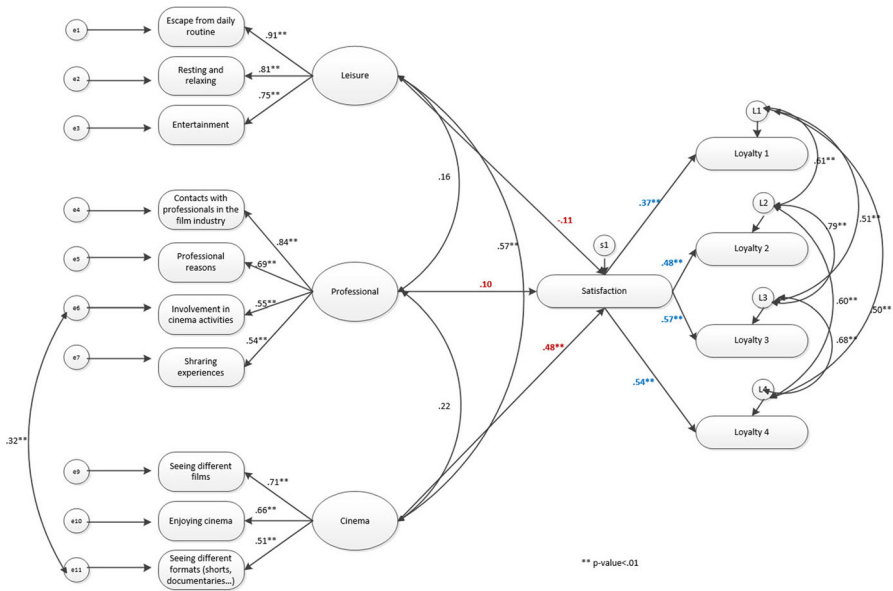 e1
Escape from daily
routine
.91**
e2
Resting and
relaxing
.81**
Leisure
e3
Entertainment
.75**
L1
Loyalty 1
.61**
.16
e4
Contacts with
professionals in the
film industry
.84**
L2
.37**
.51**
-.11
.79**
e5
Professional
reasons
.69**
.57**
s1
Loyalty 2
.48**
Professional
.10
Satisfaction
L3
e6
Involvement in
cinema activities
.55**
.60**
.50**
.57**
.68**
e7
Shraring
experiences
.54**
.48**
Loyalty 3
.54**
L4
.22
Loyalty 4
.32**
e9
Seeing different
films
.71**
e10
Enjoying cinema
.66**
Cinema
e11
Seeing different
formats (shorts,
documentaries...)
.51**
** p-value<.01